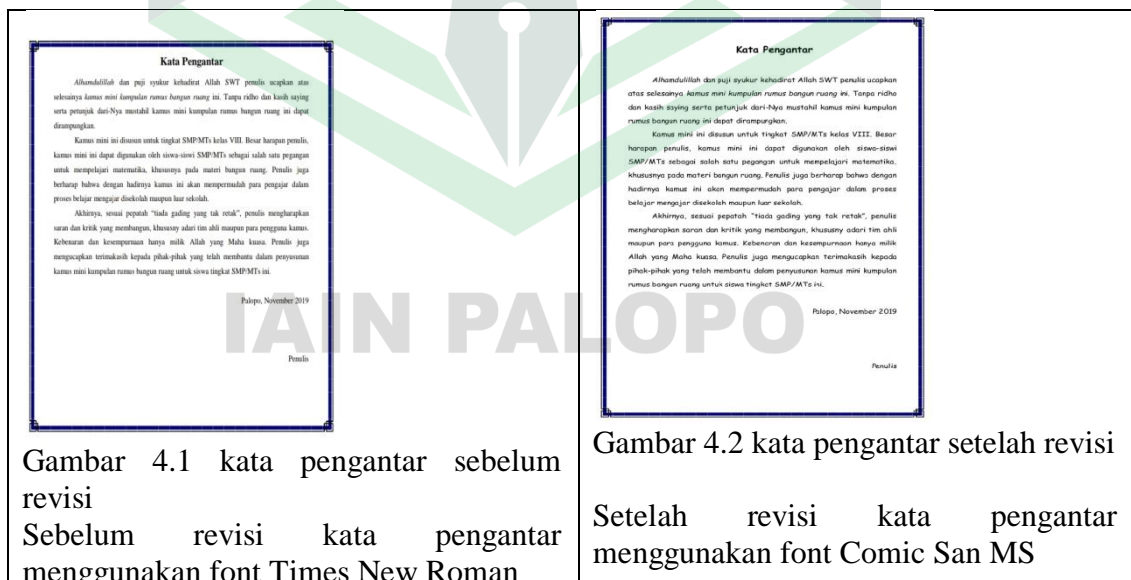 Kata Pengantar
Alhamdulillah dan puji syukur kehadirat Allah SWT penulis ucapkan atas
selesainya kamus mini kumpulan rumus bangun ruang ini. Tanpa ridho dan kasih saying
serta petunjuk dari-Nya mustahil kamus mini kumpulan rumus bangun ruang ini dapat
dirampungkan.
Kamus mini ini disusun untuk tingkat SMP/MTs kelas VIII. Besar harapan penulis,
kamus mini ini dapat digunakan oleh siswa-siswi SMP/MTs sebagai salah satu pegangan
untuk mempelajari matematika, khususnya pada materi bangun ruang. Penulis juga
berharap bahwa dengan hadirnya kamus ini akan mempermudah para pengajar dalam
proses belajar mengajar disekolah maupun luar sekolah.
Akhirnya, sesuai pepatah “tiada gading yang tak retak”, penulis mengharapkan
saran dan kritik yang membangun, khususny adari tim ahli maupun para pengguna kamus.
Kebenaran dan kesempurnaan hanya milik Allah yang Maha kuasa. Penulis juga
mengucapkan terimakasih kepada pihak-pihak yang telah membantu dalam penyusunan
kamus mini kumpulan rumus bangun ruang untuk siswa tingkat SMP/MTs ini.
Palopo, November 2019
Penulis
Gambar 4.1 kata pengantar sebelum
revisi
Sebelum revisi kata pengantar
menggunakan font Times New Roman
Kata Pengantar
Alhamdulillah dan puji syukur kehadirat Allah SWT penulis ucapkan
atas selesainya kamus mini kumpulan rumus bangun ruang ini. Tanpa ridho
dan kasih saying serta petunjuk dari-Nya mustahil kamus mini kumpulan
rumus bangun ruang ini dapat dirampungkan.
Kamus mini ini disusun untuk tingkat SMP/MTs kelas VIII. Besar
harapan penulis, kamus mini ini dapat digunakan oleh siswa-siswi
SMP/MTs sebagai salah satu pegangan untuk mempelajari matematika,
khususnya pada materi bangun ruang. Penulis juga berharap bahwa dengan
hadirnya kamus ini akan mempermudah para pengajar dalam proses
belajar mengajar disekolah maupun luar sekolah.
Akhirnya, sesuai pepatah “tiada gading yang tak retak”, penulis
mengharapkan saran dan kritik yang membangun, khususny adari tim ahli
maupun para pengguna kamus. Kebenaran dan kesempurnaan hanya milik
Allah yang Maha kuasa. Penulis juga mengucapkan terimakasih kepada
pihak-pihak yang telah membantu dalam penyusunan kamus mini kumpulan
rumus bangun ruang untuk siswa tingkat SMP/MTs ini.
Palopo, November 2019
Penulis
Gambar 4.2 kata pengantar setelah revisi
Setelah revisi kata pengantar
menggunakan font Comic San MS
IAIN PALOPO